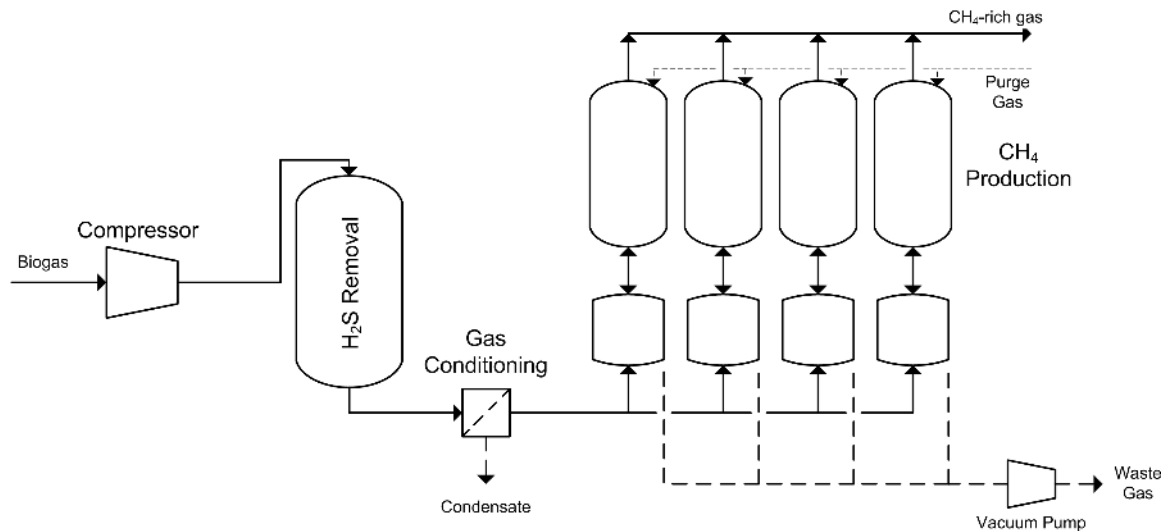 CH₄-rich gas
Purge
Gas
CH₄
Production
Compressor
Biogas
H₂S Removal
Gas
Conditioning
Condensate
Waste
Gas
Vacuum Pump